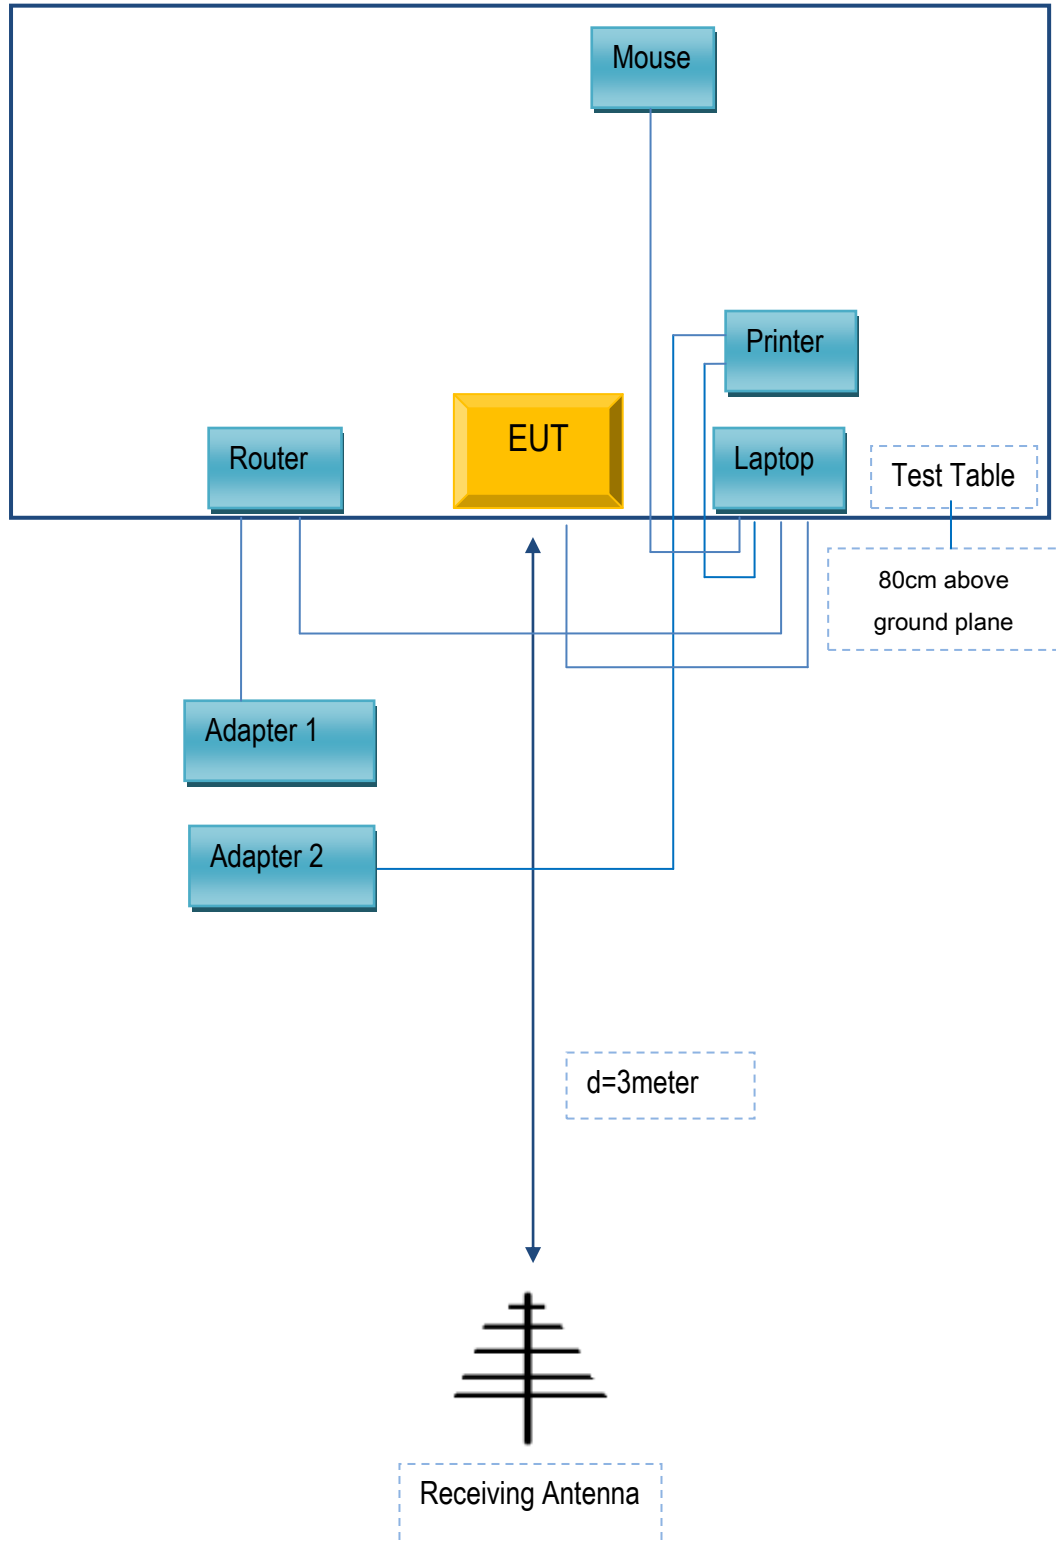 Mouse
Printer
EUT
Router
Laptop
Test Table
80cm above
ground plane
Adapter 1
Adapter 2
d=3meter
Receiving Antenna